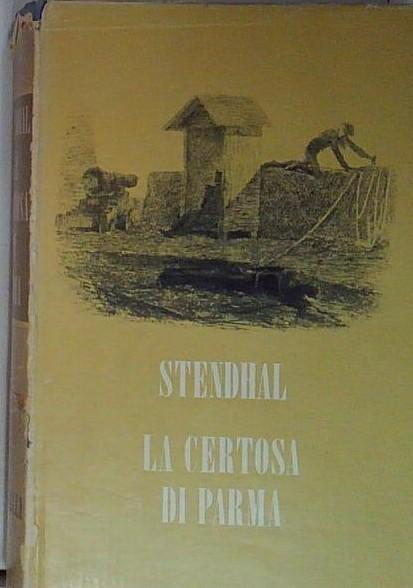 STENDHAL
LA CERTOSA
DI PARMA